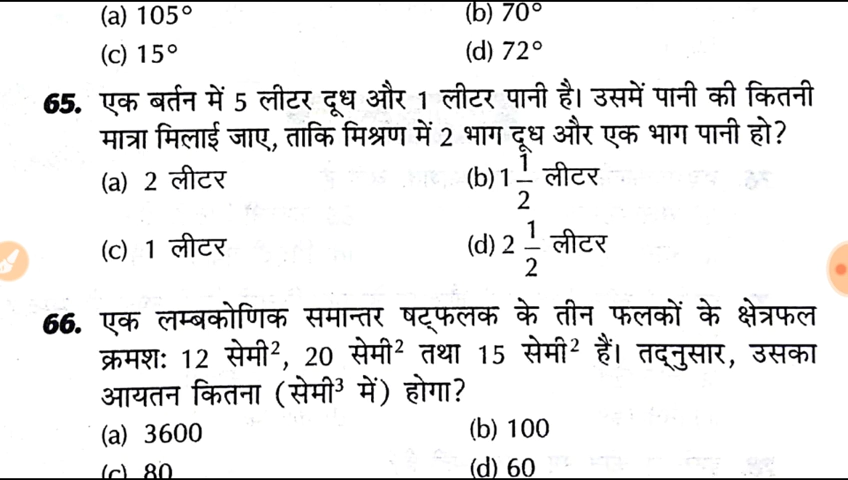 (a) 105° (b) 70°
(c) 15° (d) 72°
65. एक बर्तन में 5 लीटर दूध और 1 लीटर पानी है। उसमें पानी की कितनी
मात्रा मिलाई जाए, ताकि मिश्रण में 2 भाग दूध और एक भाग पानी हो?
(a) 2 लीटर (b) 1 1/2 लीटर
(c) 1 लीटर (d) 2 1/2 लीटर
66. एक लम्बकोणिक समान्तर षट्फलक के तीन फलकों के क्षेत्रफल
क्रमश: 12 सेमी², 20 सेमी² तथा 15 सेमी² हैं। तद्नुसार, उसका
आयतन कितना (सेमी³ में) होगा?
(a) 3600 (b) 100
(c) 80 (d) 60